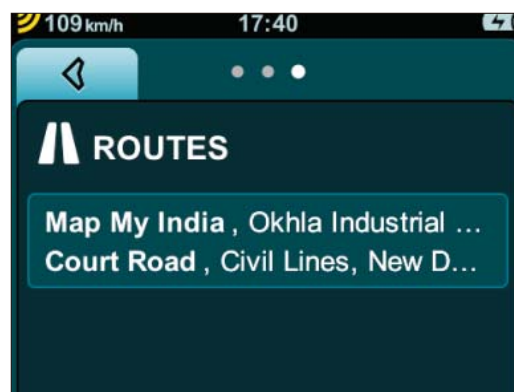 109 km/h 17:40
ROUTES
Map My India , Okhla Industrial ...
Court Road , Civil Lines, New D...